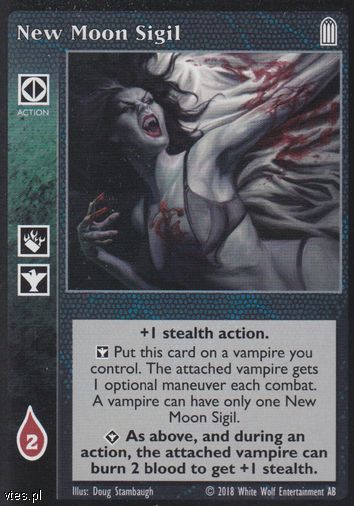 New Moon Sigil
ACTION
+1 stealth action.
Put this card on a vampire you
control. The attached vampire gets
1 optional maneuver each combat.
A vampire can have only one New
Moon Sigil.
As above, and during an
action, the attached vampire can
burn 2 blood to get +1 stealth.
2
vtes.pl
Illus: Doug Stambaugh © 2018 White Wolf Entertainment AB